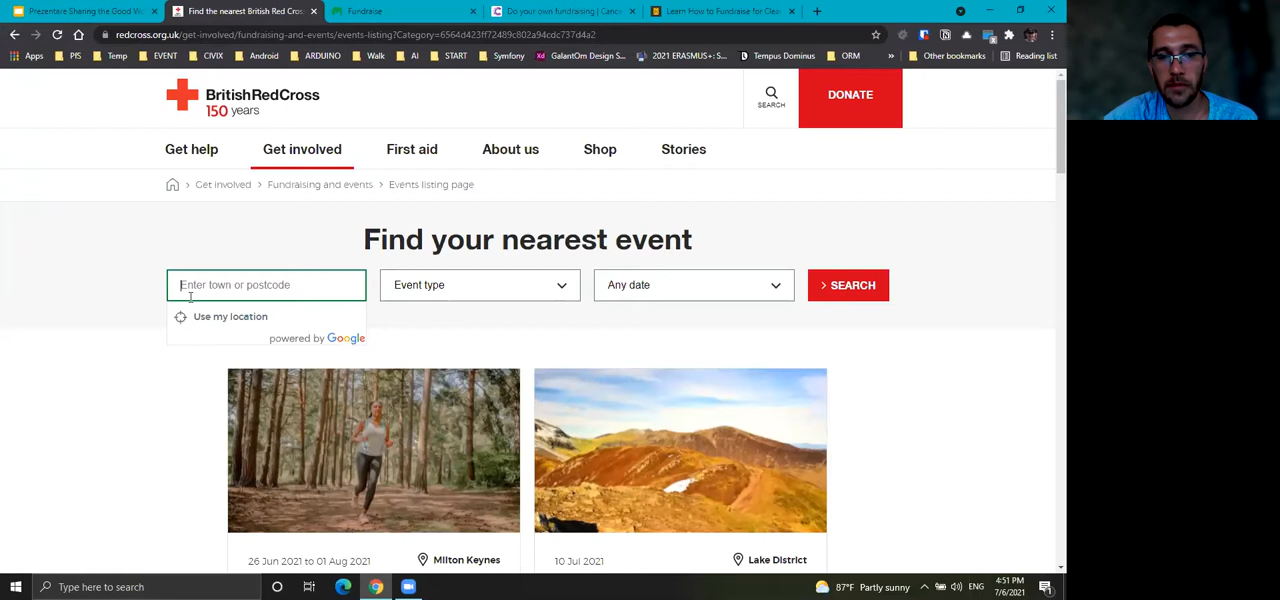 Prezentare Sharing the Good Wo
Find the nearest British Red Cross
Fundraise
Do your own fundraising | Cance
Learn How to Fundraise for Clea
redcross.org.uk/get-involved/fundraising-and-events/events-listing?Category=6564d423ff72489c802a94cdc737d4a2
Apps PIS Temp EVENT CIVIX Android ARDUINO Walk AI START Symfony GalantOm Design S... 2021 ERASMUS+: S... Tempus Dominus ORM » Other bookmarks Reading list
BritishRedCross
150 years
SEARCH
DONATE
Get help Get involved First aid About us Shop Stories
Get involved > Fundraising and events > Events listing page
Find your nearest event
Enter town or postcode
Event type
Any date
SEARCH
Use my location
powered by Google
26 Jun 2021 to 01 Aug 2021 Milton Keynes
10 Jul 2021 Lake District
Type here to search
87°F Partly sunny
ENG
4:51 PM
7/6/2021